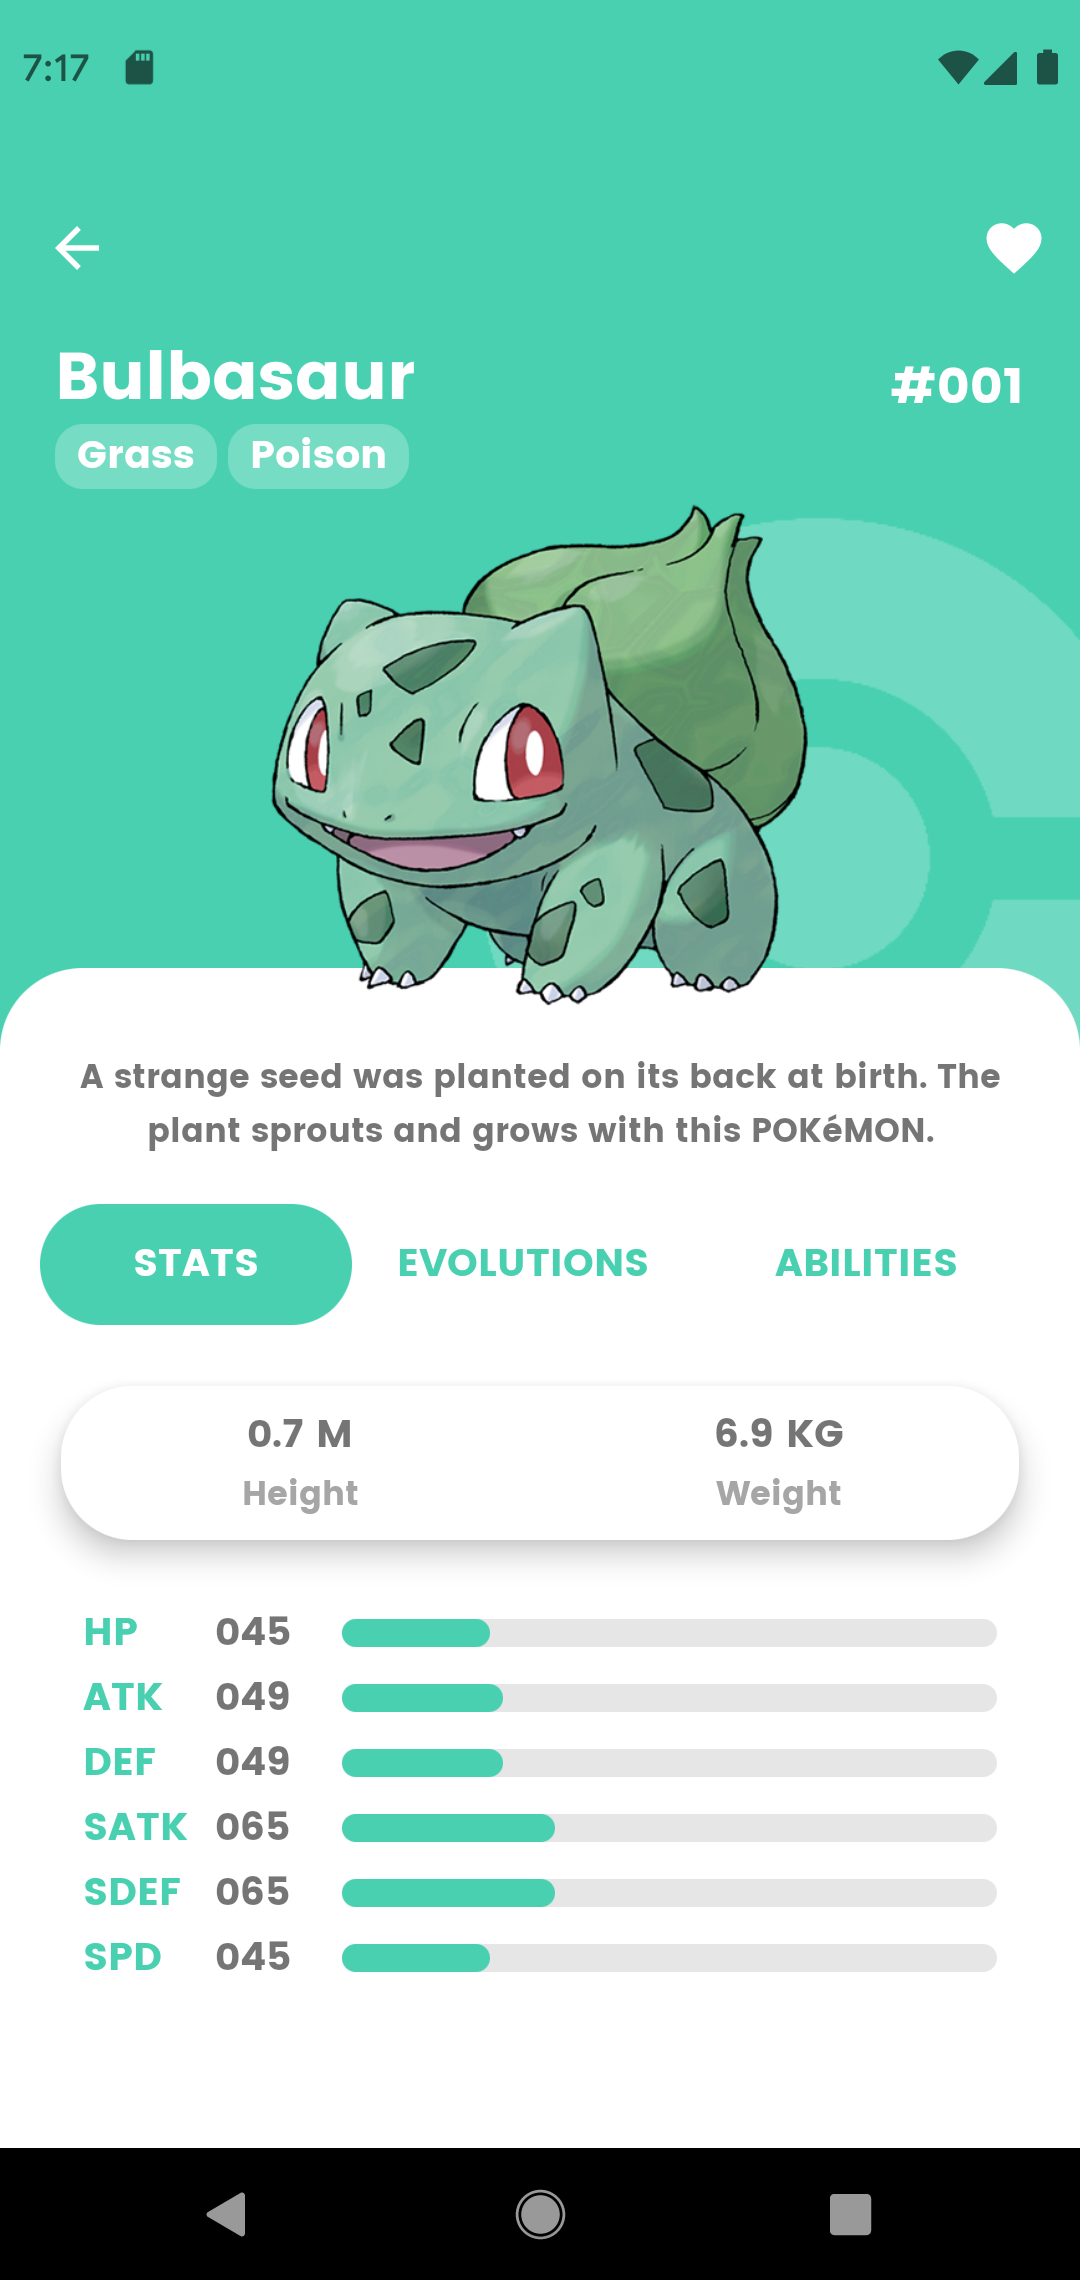 7:17
Bulbasaur
#001
Grass Poison
A strange seed was planted on its back at birth. The
plant sprouts and grows with this POKéMON.
STATS EVOLUTIONS ABILITIES
0.7 M 6.9 KG
Height Weight
HP 045
ATK 049
DEF 049
SATK 065
SDEF 065
SPD 045